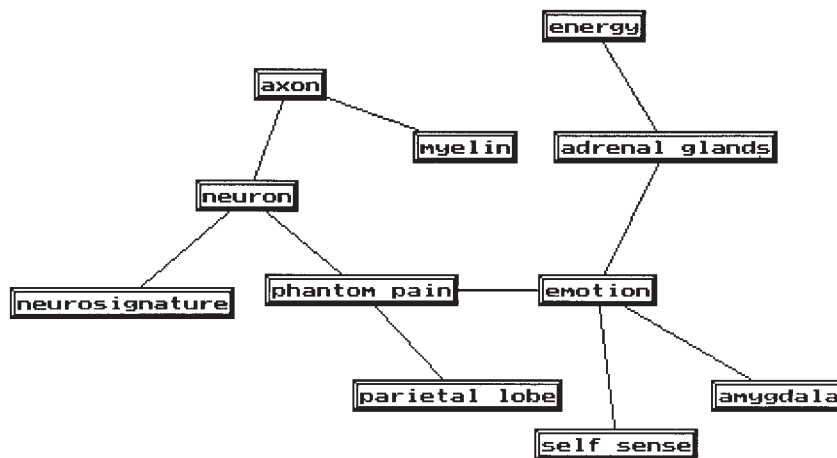 energy
axon
myelin
adrenal glands
neuron
neurosignature
phantom pain
emotion
parietal lobe
amygdala
self sense